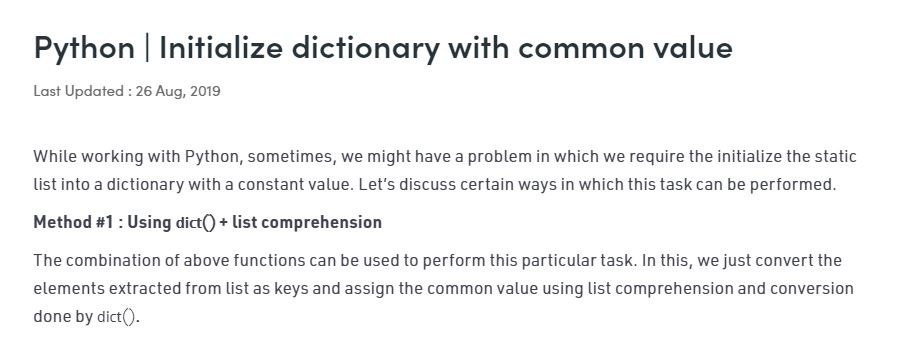 Python | Initialize dictionary with common value
Last Updated : 26 Aug, 2019
While working with Python, sometimes, we might have a problem in which we require the initialize the static
list into a dictionary with a constant value. Let’s discuss certain ways in which this task can be performed.
Method #1 : Using dict() + list comprehension
The combination of above functions can be used to perform this particular task. In this, we just convert the
elements extracted from list as keys and assign the common value using list comprehension and conversion
done by dict().